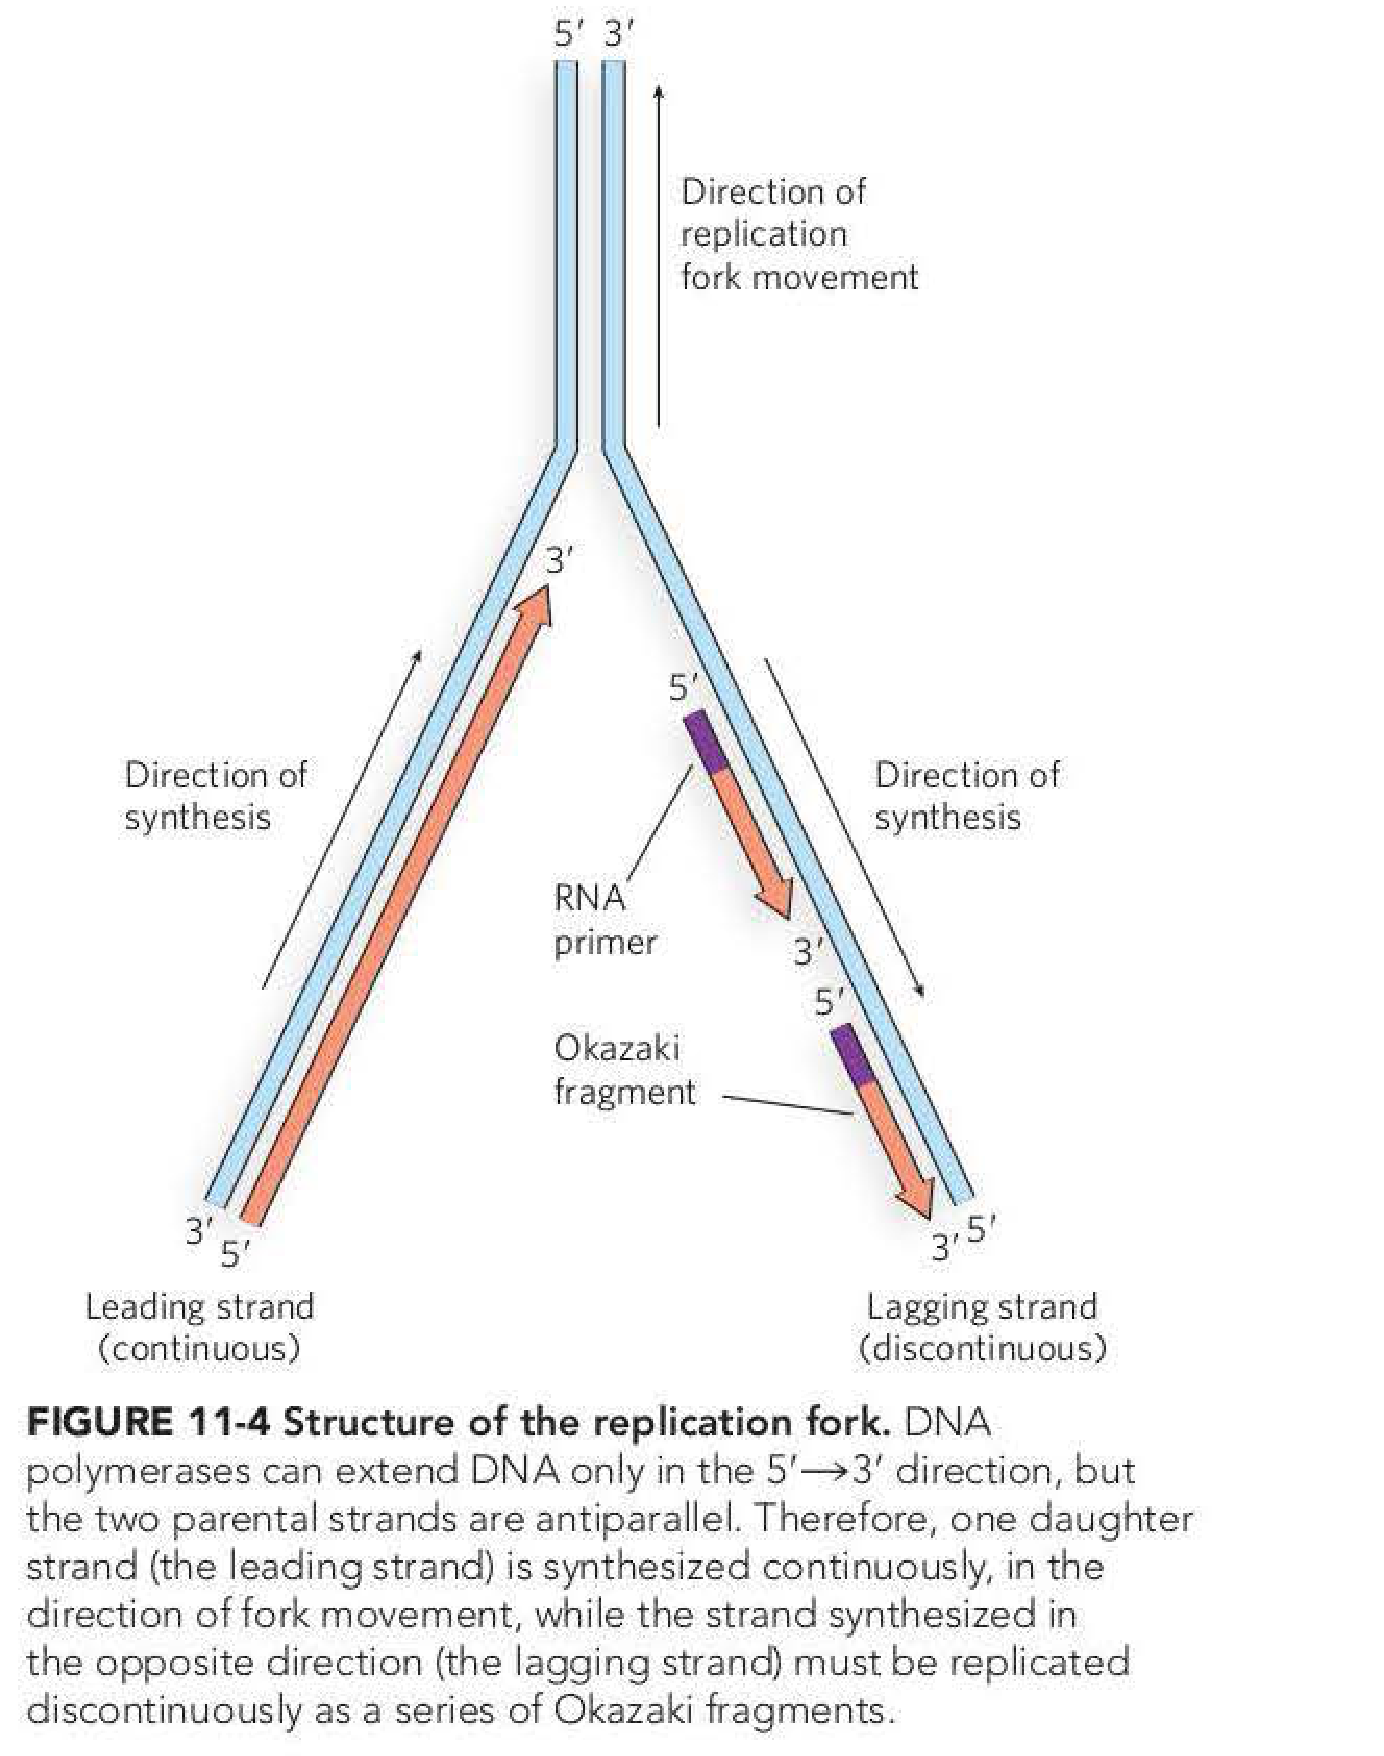 5′ 3′
Direction of
replication
fork movement
3′
5′
Direction of
synthesis
Direction of
synthesis
RNA
primer
3′
5′
Okazaki
fragment
3′
5′
3′ 5′
Leading strand
(continuous)
Lagging strand
(discontinuous)
FIGURE 11-4 Structure of the replication fork. DNA
polymerases can extend DNA only in the 5′→3′ direction, but
the two parental strands are antiparallel. Therefore, one daughter
strand (the leading strand) is synthesized continuously, in the
direction of fork movement, while the strand synthesized in
the opposite direction (the lagging strand) must be replicated
discontinuously as a series of Okazaki fragments.